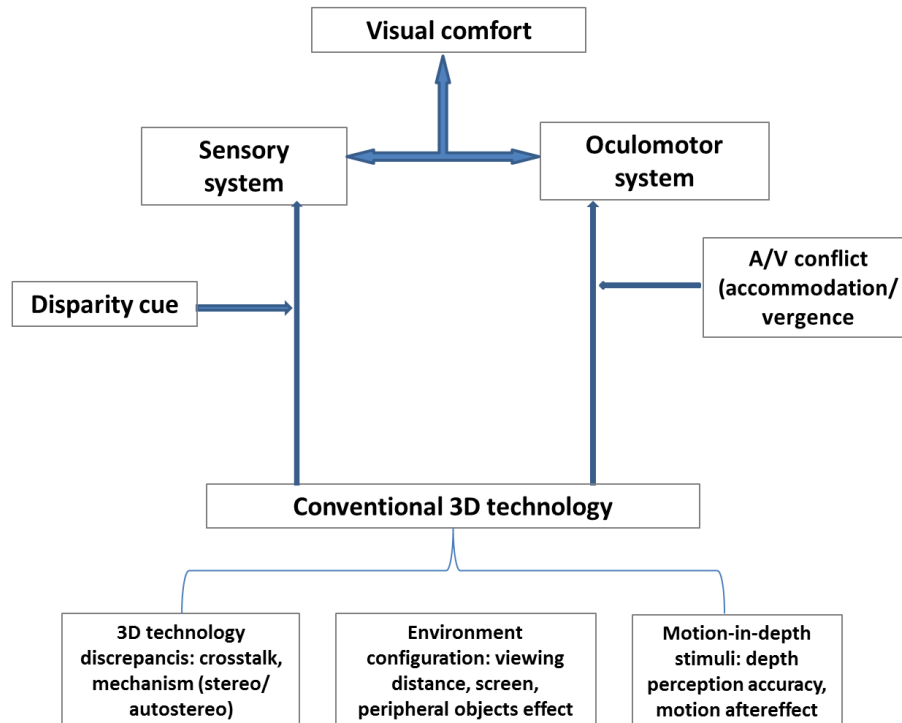 Visual comfort
Sensory
system
Oculomotor
system
A/V conflict
(accommodation/
vergence
Disparity cue
Conventional 3D technology
3D technology
discrepancis: crosstalk,
mechanism (stereo/
autostereo)
Environment
configuration: viewing
distance, screen,
peripheral objects effect
Motion-in-depth
stimuli: depth
perception accuracy,
motion aftereffect